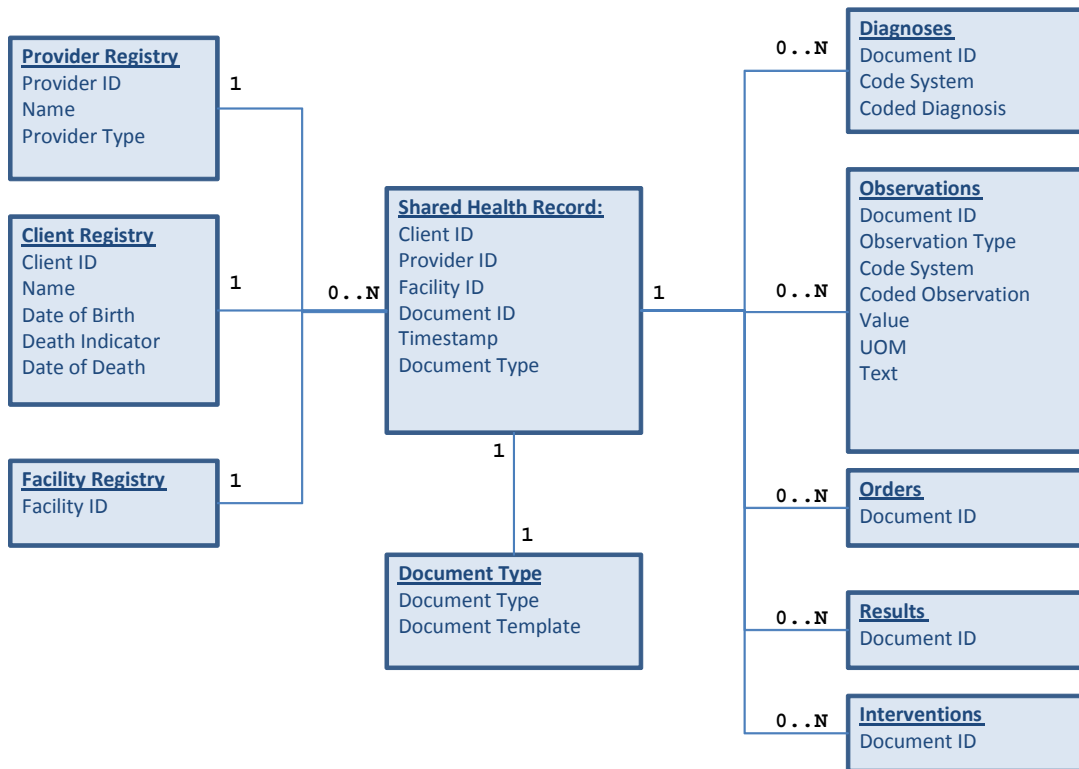 Provider Registry
Provider ID
Name
Provider Type
1
Client Registry
Client ID
Name
Date of Birth
Death Indicator
Date of Death
1
Facility Registry
Facility ID
1
0..N
Shared Health Record:
Client ID
Provider ID
Facility ID
Document ID
Timestamp
Document Type
1
1
1
Document Type
Document Type
Document Template
0..N
Diagnoses
Document ID
Code System
Coded Diagnosis
0..N
Observations
Document ID
Observation Type
Code System
Coded Observation
Value
UOM
Text
0..N
Orders
Document ID
0..N
Results
Document ID
0..N
Interventions
Document ID